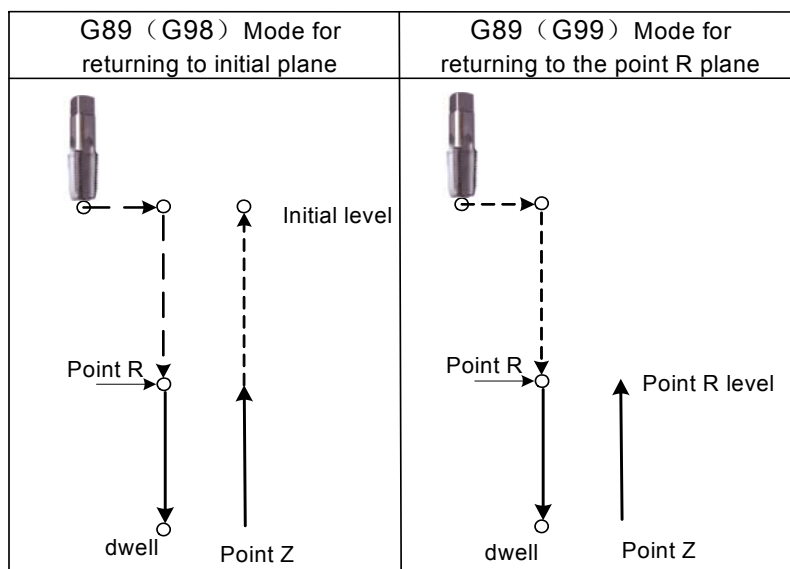 G89（G98）Mode for
returning to initial plane
G89（G99）Mode for
returning to the point R plane
Initial level
Point R
dwell
Point Z
Point R
Point R level
dwell
Point Z